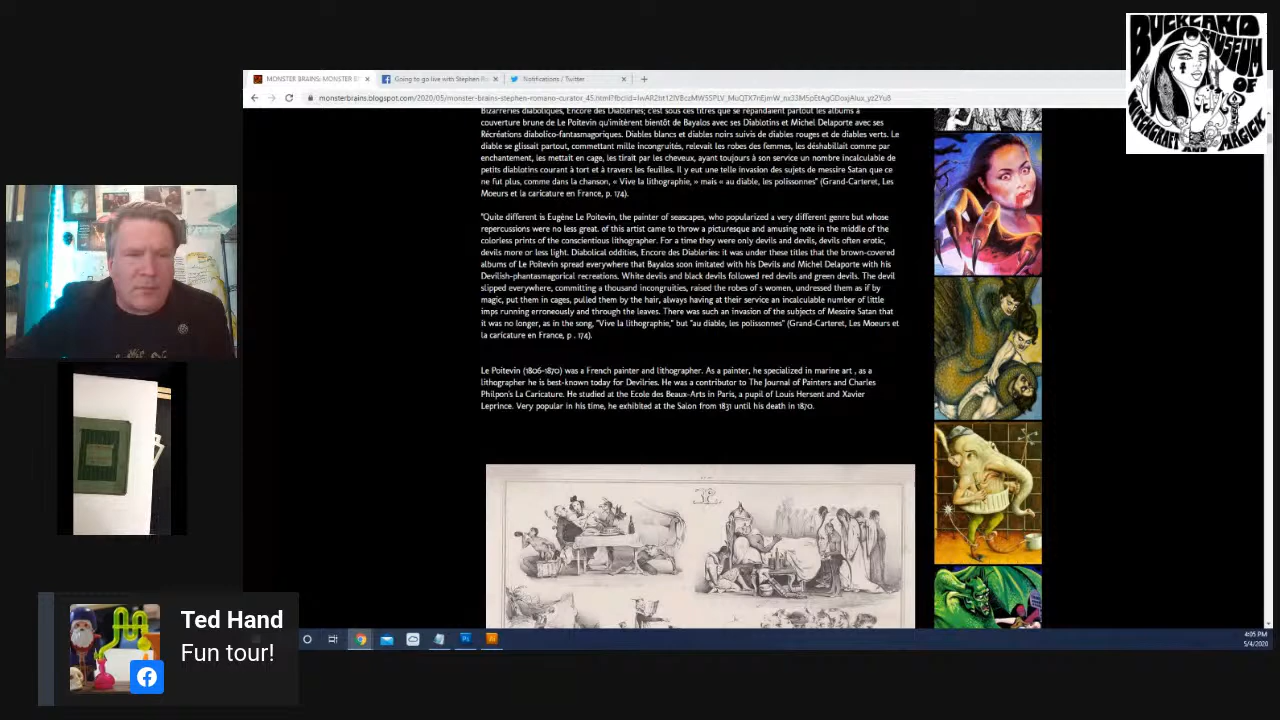 BUCKLAND
MUSEUM
OF
WITCHCRAFT AND MAGICK
MONSTER BRAINS: MONSTER B
Going to go live with Stephen R
Notifications / Twitter
Bizarreries diaboliques, Encore des Diableries; c'est sous ces titres que se répandaient partout les albums à
couverture brune de Le Poitevin qu'imitèrent bientôt de Bayalos avec ses Diablotins et Michel Delaporte avec ses
Récréations diabolico-fantasmagoriques. Diables blancs et diables noirs suivis de diables rouges et de diables verts. Le
diable se glissait partout, commettant mille incongruités, relevait les robes des femmes, les déshabillait comme par
enchantement, les mettait en cage, les tirait par les cheveux, ayant toujours à son service un nombre incalculable de
petits diablotins courant à tort et à travers les feuilles. Il y eut une telle invasion des sujets de messire Satan que ce
ne fut plus, comme dans la chanson, « Vive la lithographie, » mais « au diable, les polissonnes" (Grand-Carteret, Les
Moeurs et la caricature en France, p. 174).
"Quite different is Eugène Le Poitevin, the painter of seascapes, who popularized a very different genre but whose
repercussions were no less great. of this artist came to throw a picturesque and amusing note in the middle of the
colorless prints of the conscientious lithographer. For a time they were only devils and devils, devils often erotic,
devils more or less light. Diabolical oddities, Encore des Diableries: it was under these titles that the brown-covered
albums of Le Poitevin spread everywhere that Bayalos soon imitated with his Devils and Michel Delaporte with his
Devilish-phantasmagorical recreations. White devils and black devils followed red devils and green devils. The devil
slipped everywhere, committing a thousand incongruities, raised the robes of s women, undressed them as if by
magic, put them in cages, pulled them by the hair, always having at their service an incalculable number of little
imps running erroneously and through the leaves. There was such an invasion of the subjects of Messire Satan that
it was no longer, as in the song, "Vive la lithographie," but "au diable, les polissonnes" (Grand-Carteret, Les Moeurs et
la caricature en France, p . 174).
Le Poitevin (1806-1870) was a French painter and lithographer. As a painter, he specialized in marine art , as a
lithographer he is best-known today for Devilries. He was a contributor to The Journal of Painters and Charles
Philpon's La Caricature. He studied at the Ecole des Beaux-Arts in Paris, a pupil of Louis Hersent and Xavier
Leprince. Very popular in his time, he exhibited at the Salon from 1831 until his death in 1870.
Ted Hand
Fun tour!
4:05 PM
5/4/2020